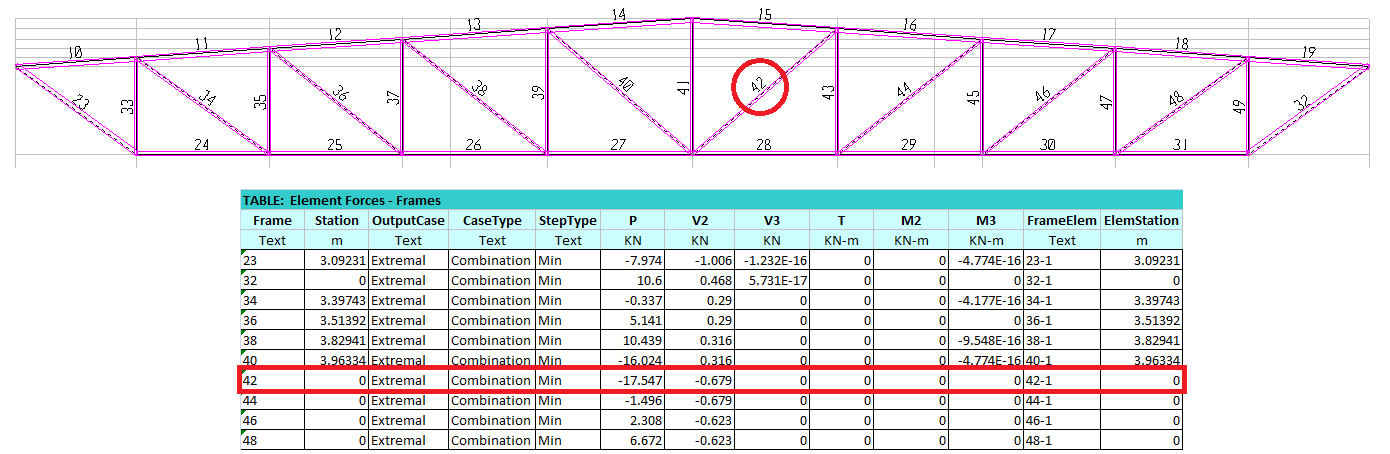 14 15
13 16
12 17
11 18
10 19
23 33 34 35 36 37 38 39 40 41 42 43 44 45 46 47 48 49 32
24 25 26 27 28 29 30 31
TABLE: Element Forces - Frames
Frame Station OutputCase CaseType StepType P V2 V3 T M2 M3 FrameElem ElemStation
Text m Text Text Text KN KN KN KN-m KN-m KN-m Text m
23 3.09231 Extremal Combination Min -7.974 -1.006 -1.232E-16 0 0 -4.774E-16 23-1 3.09231
32 0 Extremal Combination Min 10.6 0.468 5.731E-17 0 0 0 32-1 0
34 3.39743 Extremal Combination Min -0.337 0.29 0 0 0 -4.177E-16 34-1 3.39743
36 3.51392 Extremal Combination Min 5.141 0.29 0 0 0 0 36-1 3.51392
38 3.82941 Extremal Combination Min 10.439 0.316 0 0 0 -9.548E-16 38-1 3.82941
40 3.96334 Extremal Combination Min -16.024 0.316 0 0 0 -4.774E-16 40-1 3.96334
42 0 Extremal Combination Min -17.547 -0.679 0 0 0 0 42-1 0
44 0 Extremal Combination Min -1.496 -0.679 0 0 0 0 44-1 0
46 0 Extremal Combination Min 2.308 -0.623 0 0 0 0 46-1 0
48 0 Extremal Combination Min 6.672 -0.623 0 0 0 0 48-1 0